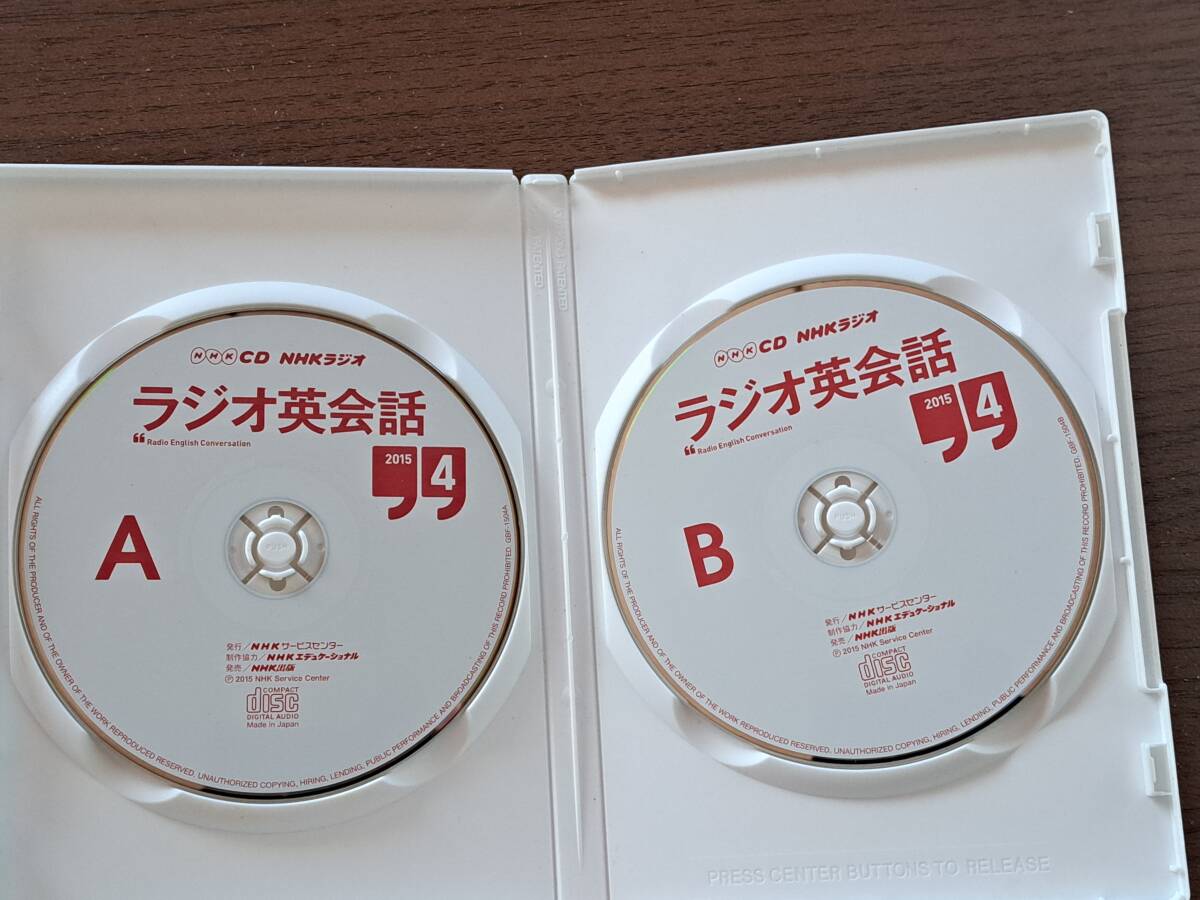 NHK CD NHKラジオ
ラジオ英会話
Radio English Conversation
2015 4
A
発行/NHKサービスセンター
制作協力/NHKエデュケーショナル
発売/NHK出版
Ⓟ2015 NHK Service Center
COMPACT
disc
DIGITAL AUDIO
Made in Japan
ALL RIGHTS OF THE PRODUCER AND OF THE OWNER OF THE WORK REPRODUCED RESERVED. UNAUTHORIZED COPYING, HIRING, LENDING, PUBLIC PERFORMANCE AND BROADCASTING OF THIS RECORD PROHIBITED. GBF-1504A
NHK CD NHKラジオ
ラジオ英会話
Radio English Conversation
2015 4
B
発行/NHKサービスセンター
制作協力/NHKエデュケーショナル
発売/NHK出版
Ⓟ2015 NHK Service Center
COMPACT
disc
DIGITAL AUDIO
Made in Japan
ALL RIGHTS OF THE PRODUCER AND OF THE OWNER OF THE WORK REPRODUCED RESERVED. UNAUTHORIZED COPYING, HIRING, LENDING, PUBLIC PERFORMANCE AND BROADCASTING OF THIS RECORD PROHIBITED. GBF-1504B
PUSH
PUSH
PRESS CENTER BUTTONS TO RELEASE